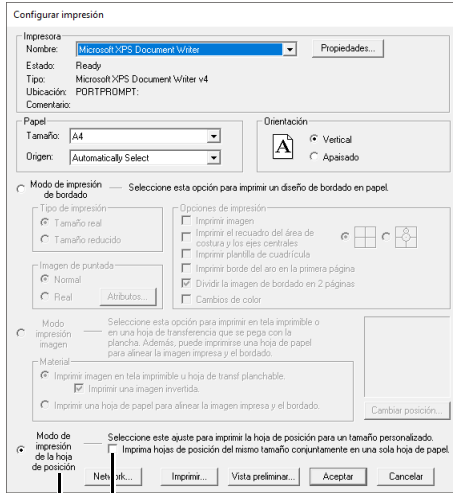 Configurar impresión
Impresora
Nombre: Microsoft XPS Document Writer Propiedades...
Estado: Ready
Tipo: Microsoft XPS Document Writer v4
Ubicación: PORTPROMPT:
Comentario:
Papel
Tamaño: A4
Origen: Automatically Select
Orientación
A
Vertical
Apaisado
Modo de impresión de bordado
Seleccione esta opción para imprimir un diseño de bordado en papel.
Tipo de impresión
Tamaño real
Tamaño reducido
Imagen de puntada
Normal
Real Atributos...
Opciones de impresión
Imprimir imagen
Imprimir el recuadro del área de
costura y los ejes centrales
Imprimir plantilla de cuadrícula
Imprimir borde del aro en la primera página
Dividir la imagen de bordado en 2 páginas
Cambios de color
Modo
impresión
imagen
Seleccione esta opción para imprimir en tela imprimible o
en una hoja de transferencia que se pega con la
plancha. Además, puede imprimirse una hoja de papel
para alinear la imagen impresa y el bordado.
Material
Imprimir imagen en tela imprimible u hoja de transf planchable.
Imprimir una imagen invertida.
Imprimir una hoja de papel para alinear la imagen impresa y el bordado.
Cambiar posición...
Modo de
impresión
de la hoja
de posición
Seleccione este ajuste para imprimir la hoja de posición para un tamaño personalizado.
Imprima hojas de posición del mismo tamaño conjuntamente en una sola hoja de papel.
Imprimir... Vista preliminar... Aceptar Cancelar